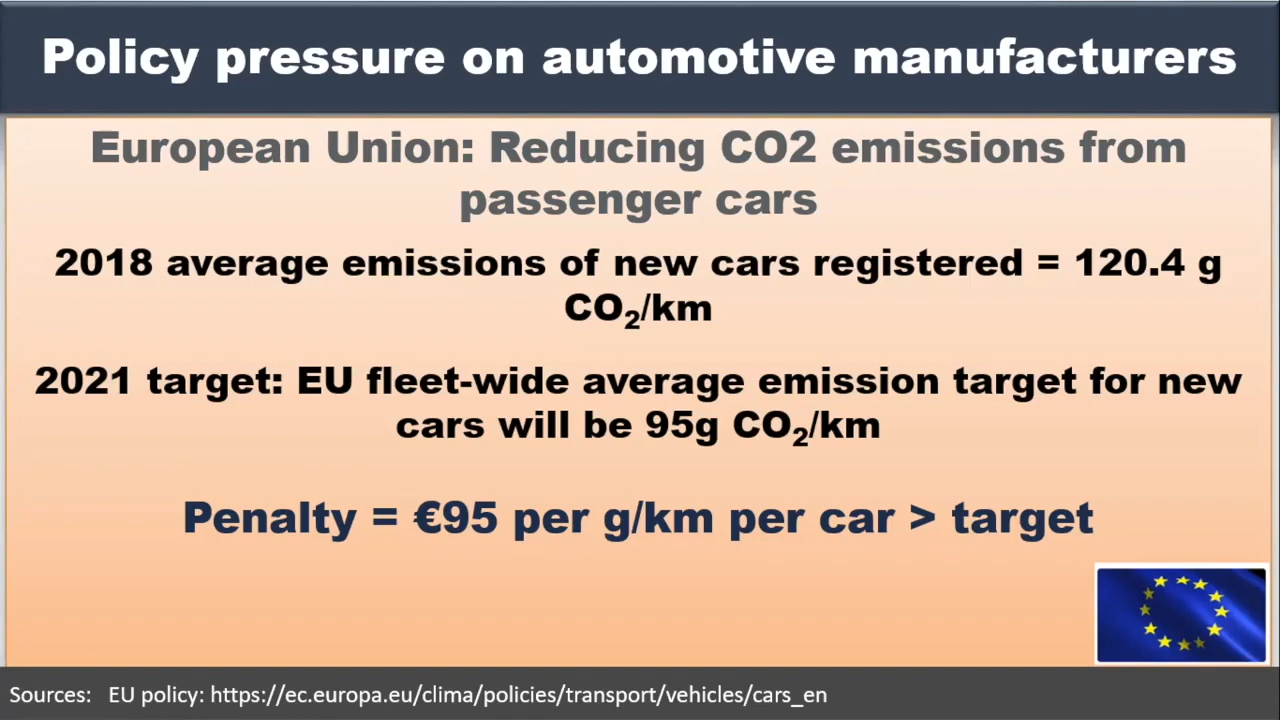 Policy pressure on automotive manufacturers
European Union: Reducing CO2 emissions from
passenger cars
2018 average emissions of new cars registered = 120.4 g
CO₂/km
2021 target: EU fleet-wide average emission target for new
cars will be 95g CO₂/km
Penalty = €95 per g/km per car > target
Sources: EU policy: https://ec.europa.eu/clima/policies/transport/vehicles/cars_en